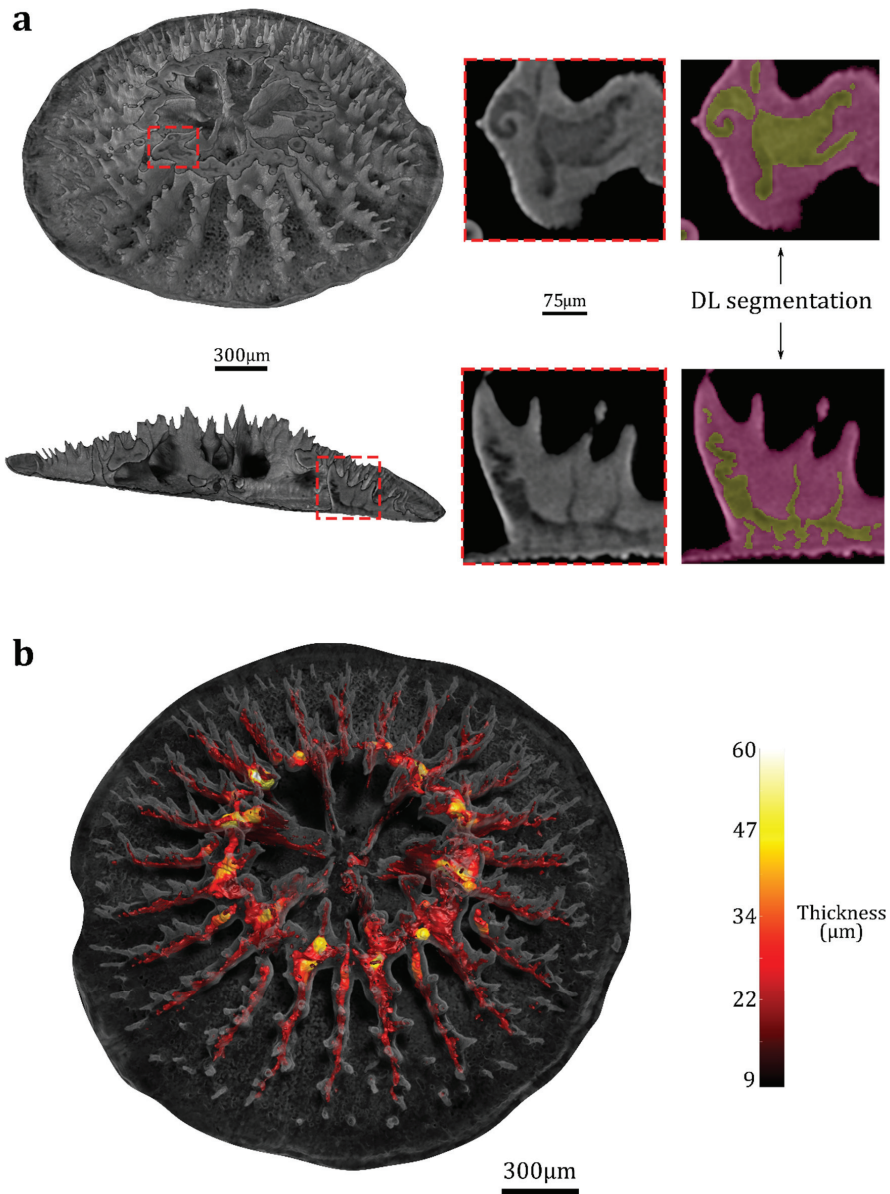 a
75μm
DL segmentation
300μm
b
60
47
34
22
9
Thickness
(μm)
300μm